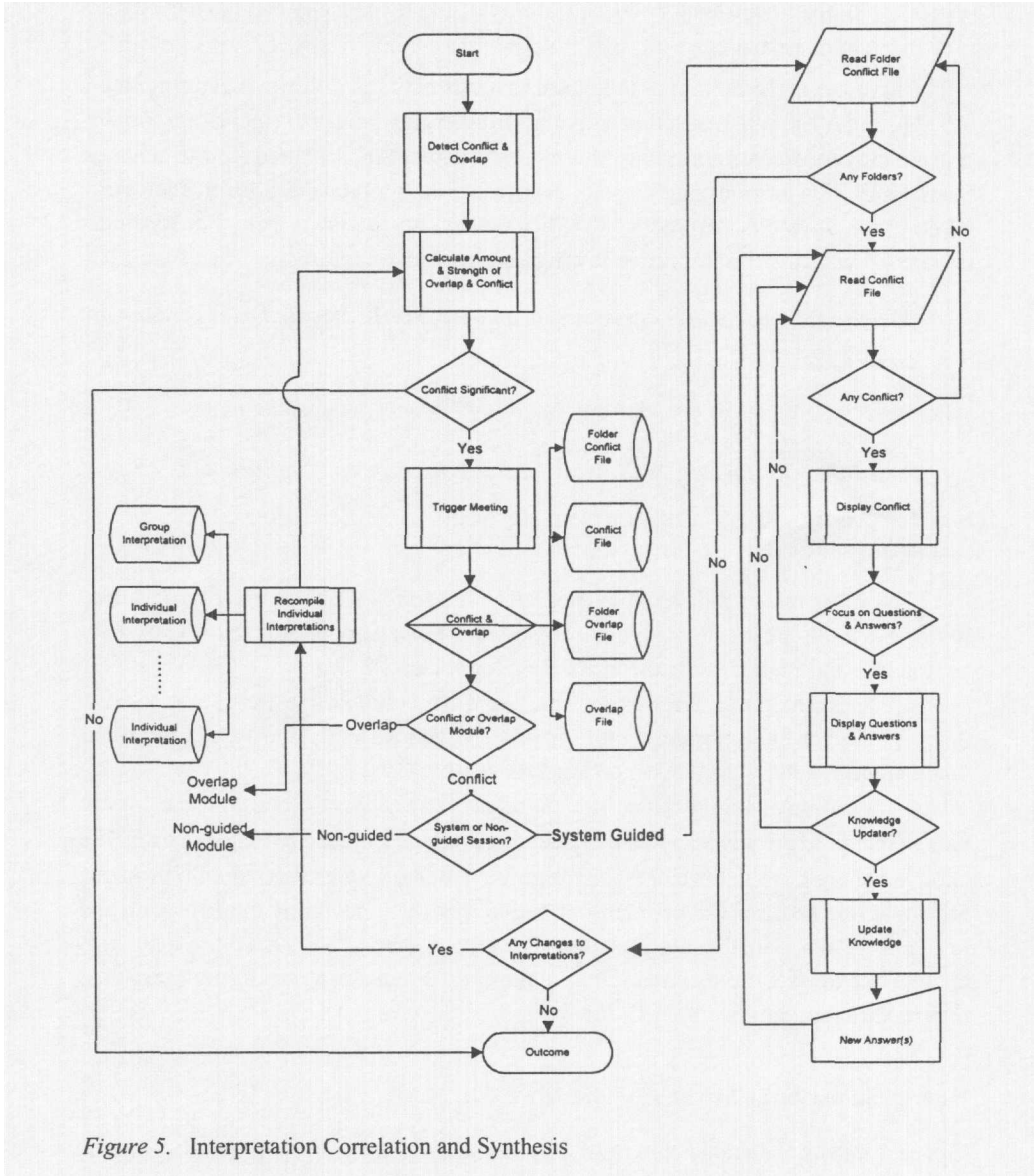 Start
Detect Conflict &
Overlap
Calculate Amount
& Strength of
Overlap & Conflict
Conflict Significant?
Yes
No
Trigger Meeting
Folder
Conflict
File
Conflict
File
Conflict &
Overlap
Folder
Overlap
File
Overlap
File
Group
Interpretation
Individual
Interpretation
......
Individual
Interpretation
Recompile
Individual
Interpretations
Conflict or Overlap
Module?
Overlap
Overlap
Module
Conflict
System or Non-
guided Session?
Non-guided
Non-guided
Module
System Guided
Any Changes to
Interpretations?
Yes
No
Outcome
Read Folder
Conflict File
Any Folders?
No
Yes
Read Conflict
File
Any Conflict?
No
Yes
Display Conflict
Focus on Questions
& Answers?
No
Yes
Display Questions
& Answers
Knowledge
Updater?
No
Yes
Update
Knowledge
New Answer(s)
Figure 5. Interpretation Correlation and Synthesis